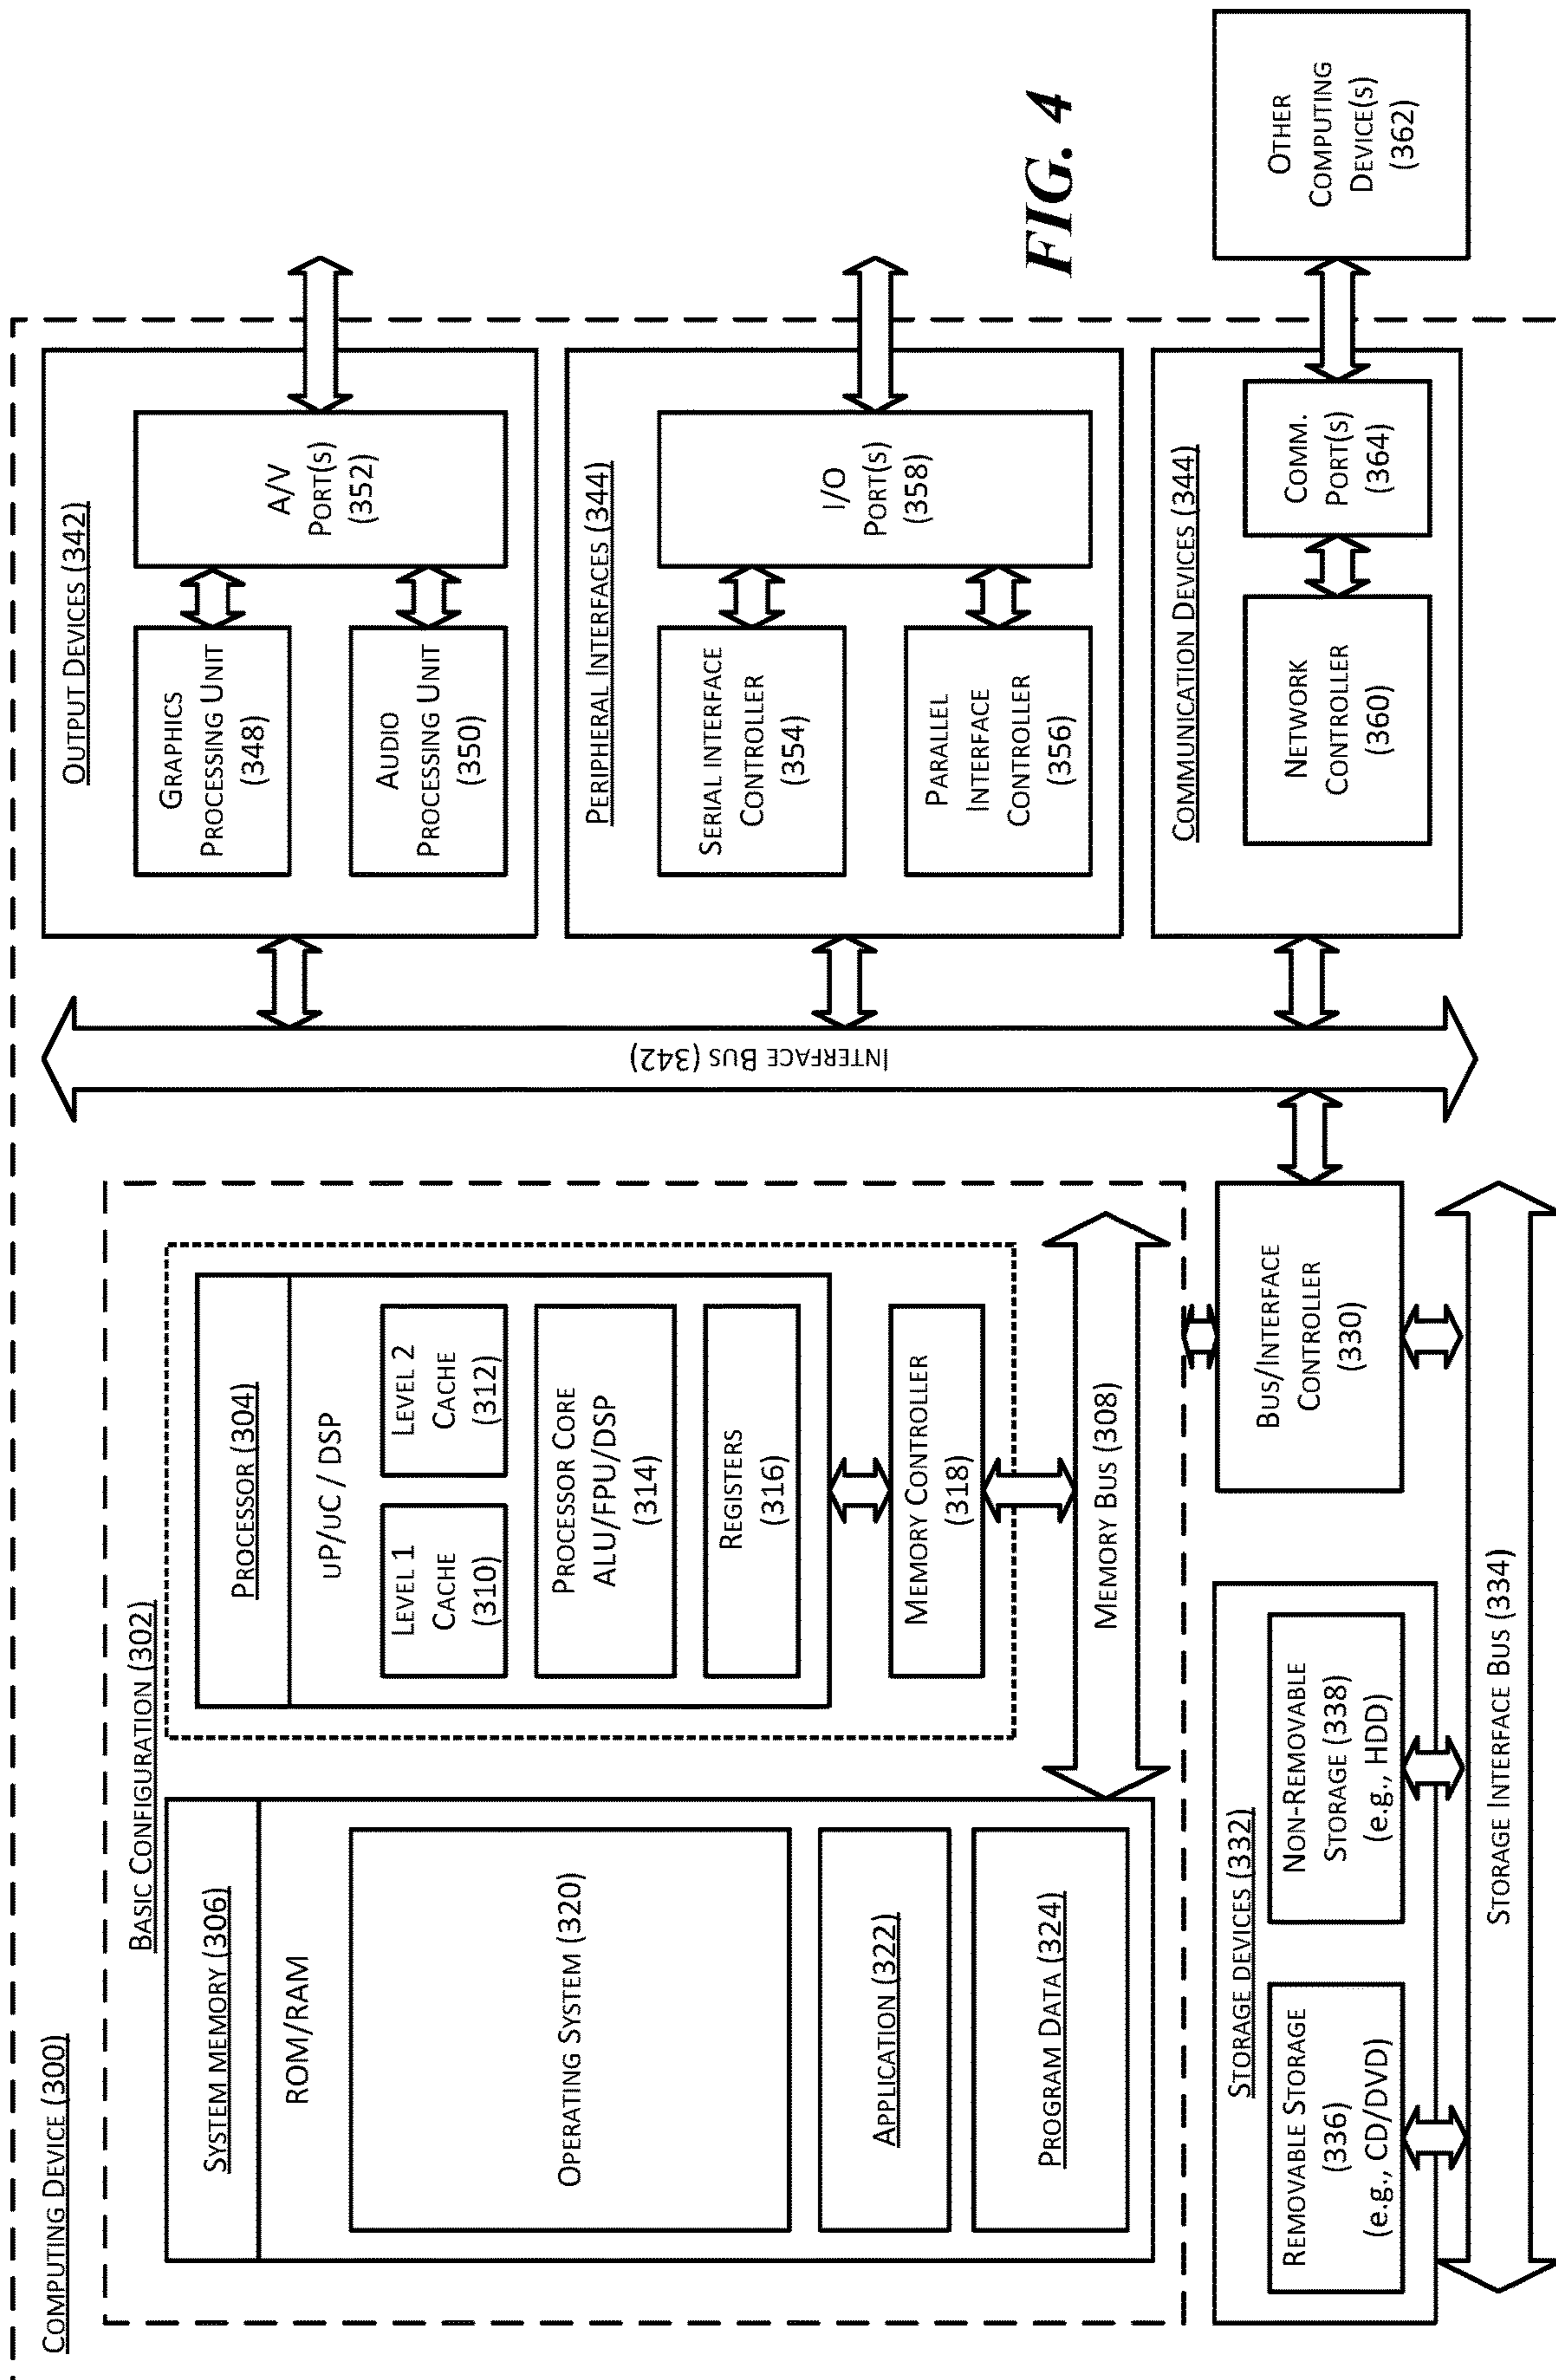 COMPUTING DEVICE (300)
BASIC CONFIGURATION (302)
SYSTEM MEMORY (306)
ROM/RAM
OPERATING SYSTEM (320)
APPLICATION (322)
PROGRAM DATA (324)
PROCESSOR (304)
UP/UC / DSP
LEVEL 1
CACHE
(310)
LEVEL 2
CACHE
(312)
PROCESSOR CORE
ALU/FPU/DSP
(314)
REGISTERS
(316)
MEMORY CONTROLLER
(318)
MEMORY BUS (308)
STORAGE DEVICES (332)
REMOVABLE STORAGE
(336)
(e.g., CD/DVD)
NON-REMOVABLE
STORAGE (338)
(e.g., HDD)
BUS/INTERFACE
CONTROLLER
(330)
STORAGE INTERFACE BUS (334)
INTERFACE BUS (342)
OUTPUT DEVICES (342)
GRAPHICS
PROCESSING UNIT
(348)
AUDIO
PROCESSING UNIT
(350)
A/V
PORT(S)
(352)
PERIPHERAL INTERFACES (344)
SERIAL INTERFACE
CONTROLLER
(354)
PARALLEL
INTERFACE
CONTROLLER
(356)
I/O
PORT(S)
(358)
COMMUNICATION DEVICES (344)
NETWORK
CONTROLLER
(360)
COMM.
PORT(S)
(364)
OTHER
COMPUTING
DEVICE(S)
(362)
FIG. 4